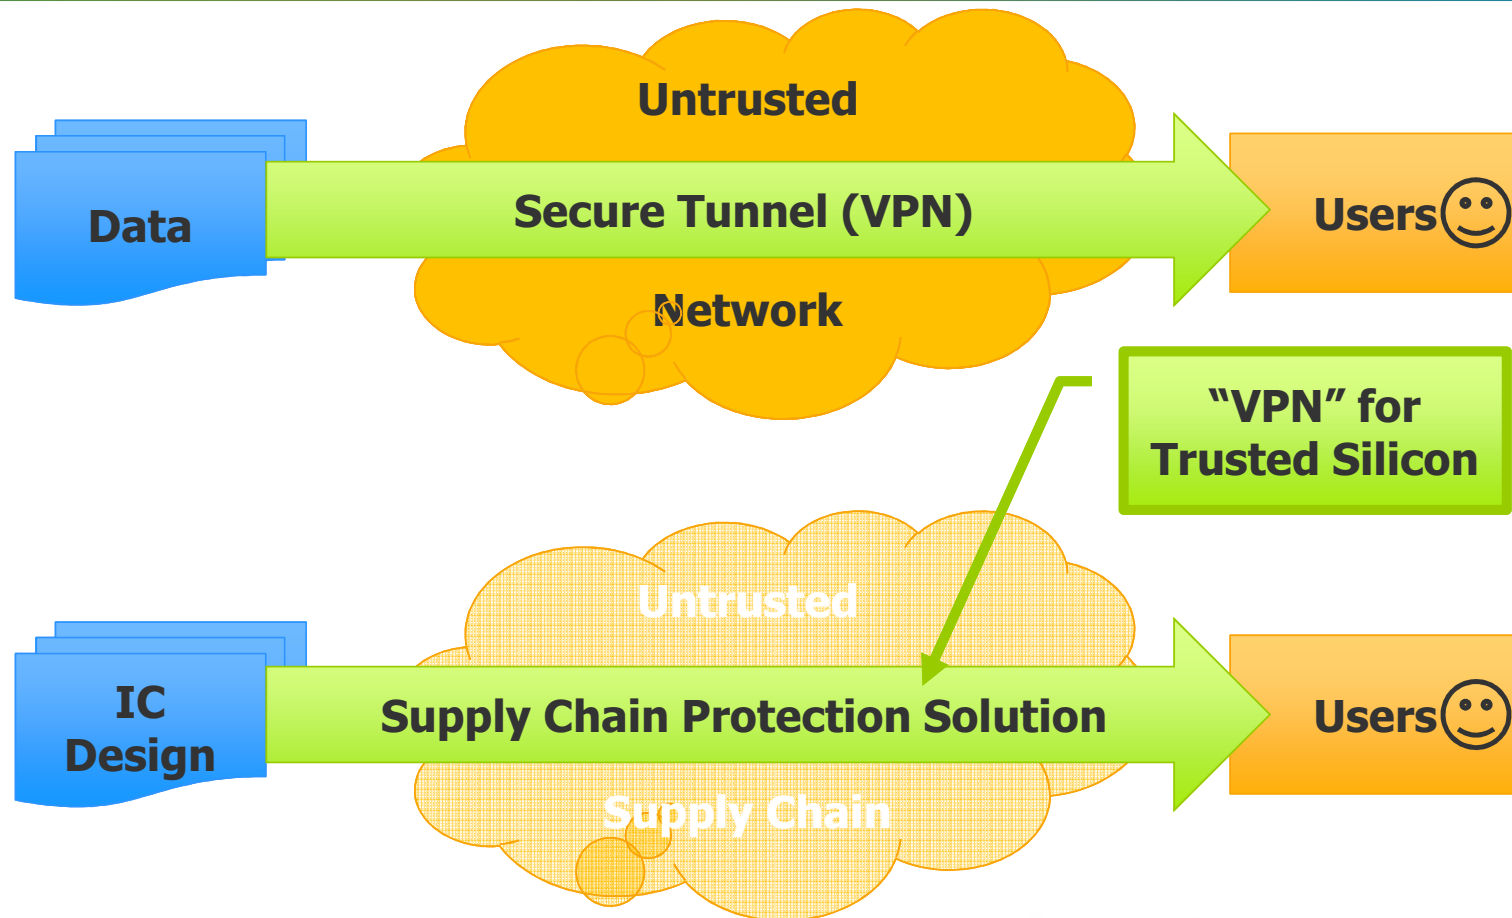 Untrusted
Data
Secure Tunnel (VPN)
Users
Network
“VPN” for
Trusted Silicon
Untrusted
IC
Design
Supply Chain Protection Solution
Users
Supply Chain